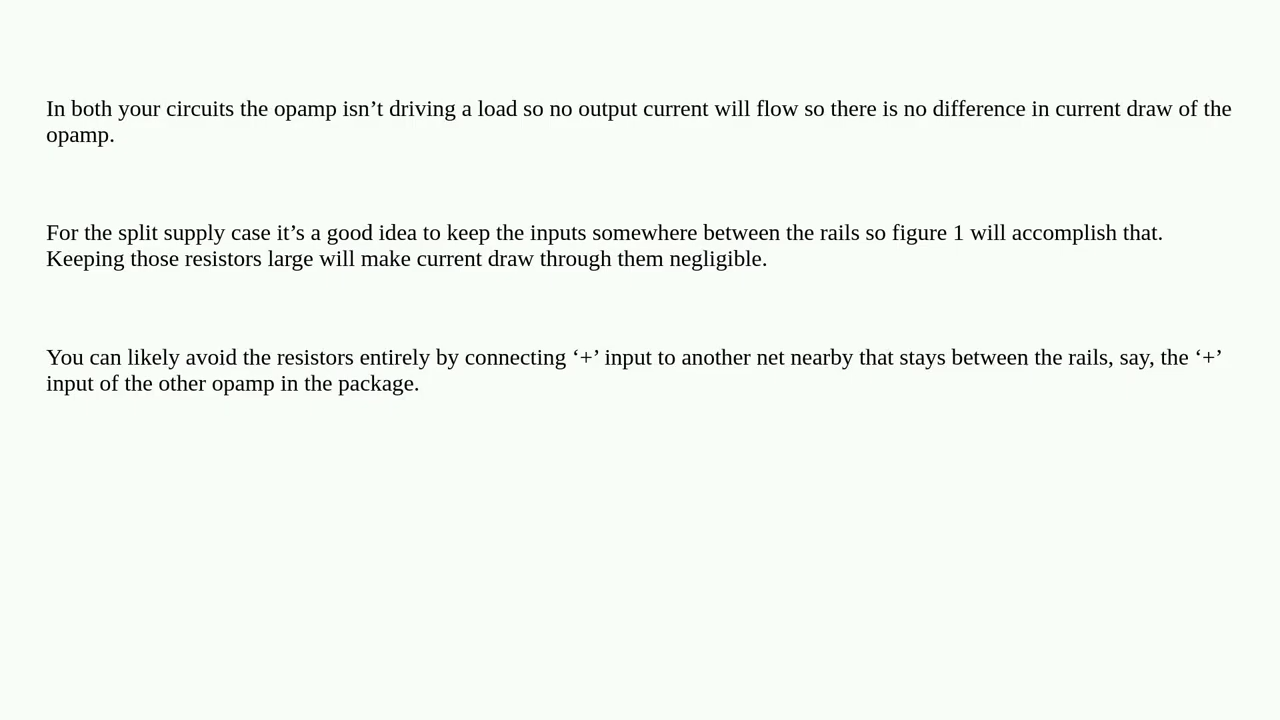 In both your circuits the opamp isn’t driving a load so no output current will flow so there is no difference in current draw of the
opamp.
For the split supply case it’s a good idea to keep the inputs somewhere between the rails so figure 1 will accomplish that.
Keeping those resistors large will make current draw through them negligible.
You can likely avoid the resistors entirely by connecting ‘+’ input to another net nearby that stays between the rails, say, the ‘+’
input of the other opamp in the package.